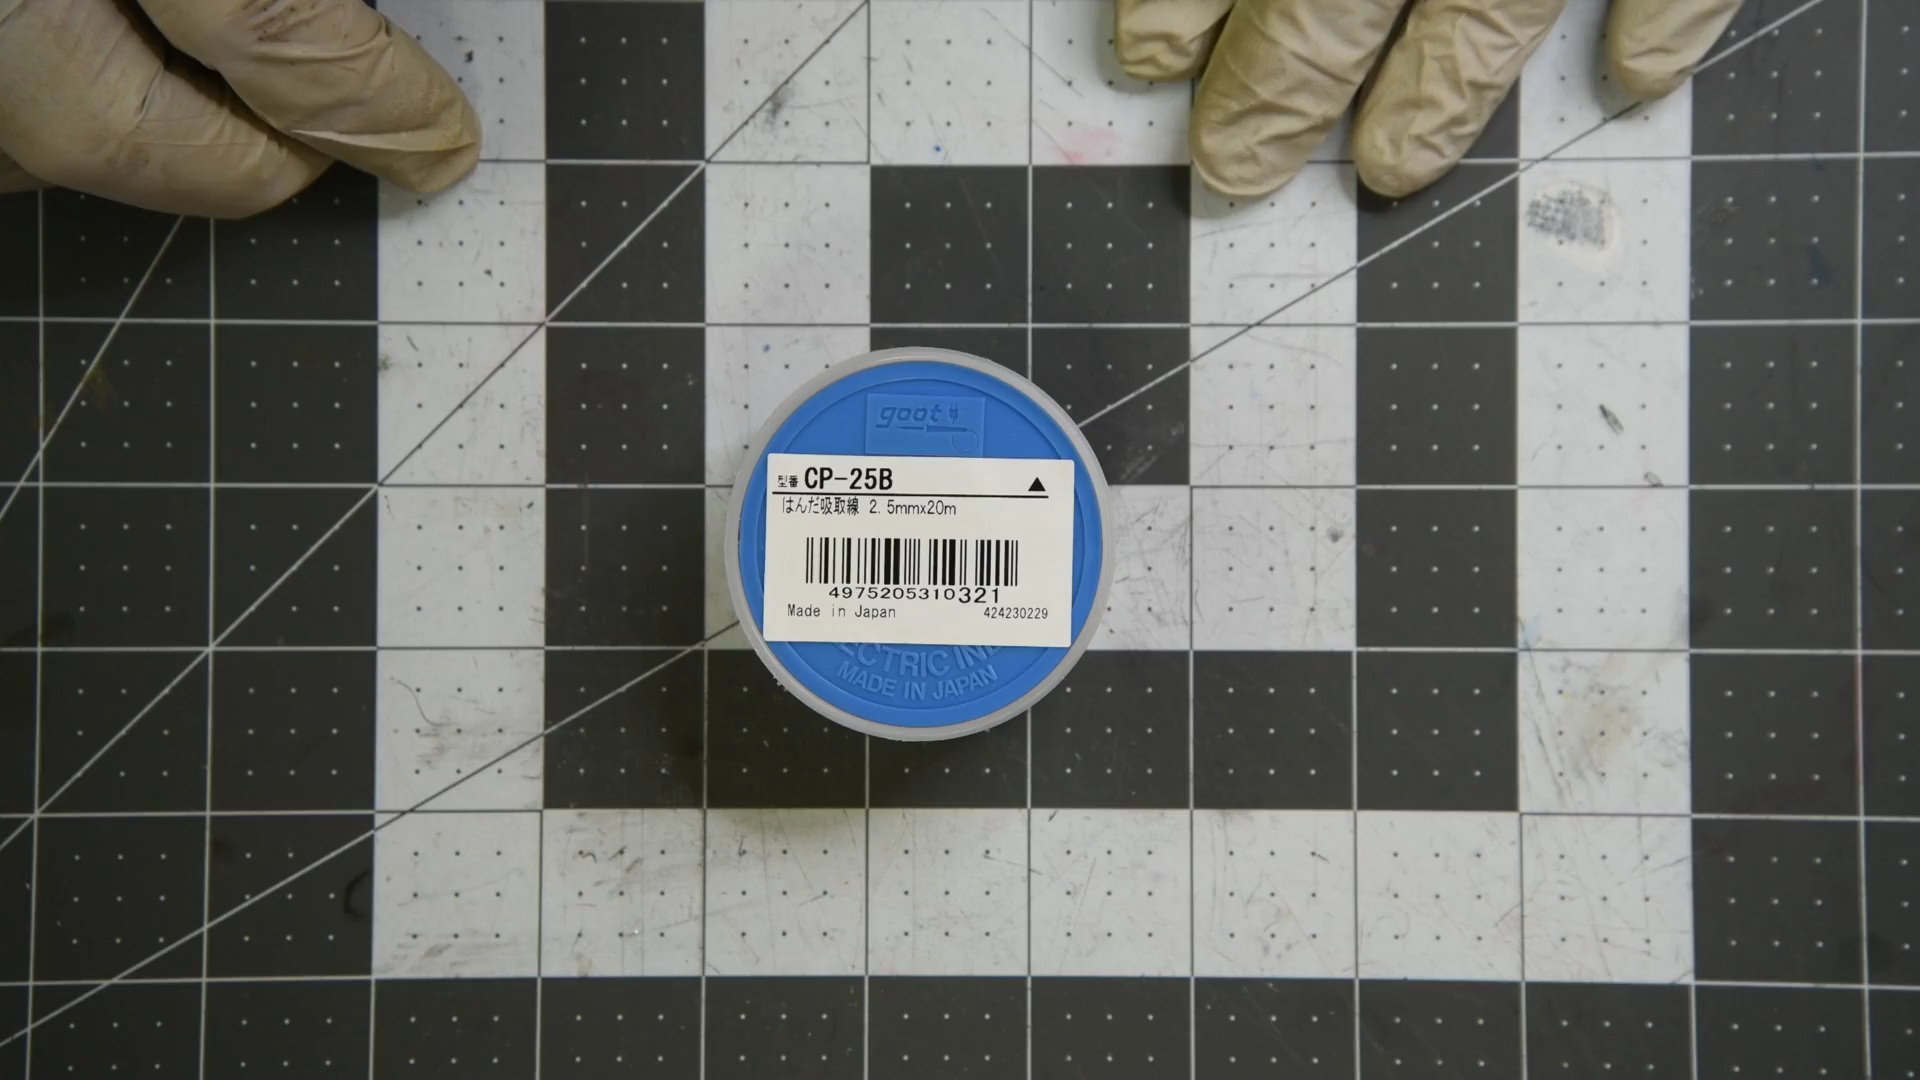 goot
型番 CP-25B ▲
はんだ吸取線 2.5mmx20m
4975205310321
Made in Japan 424230229
MADE IN JAPAN